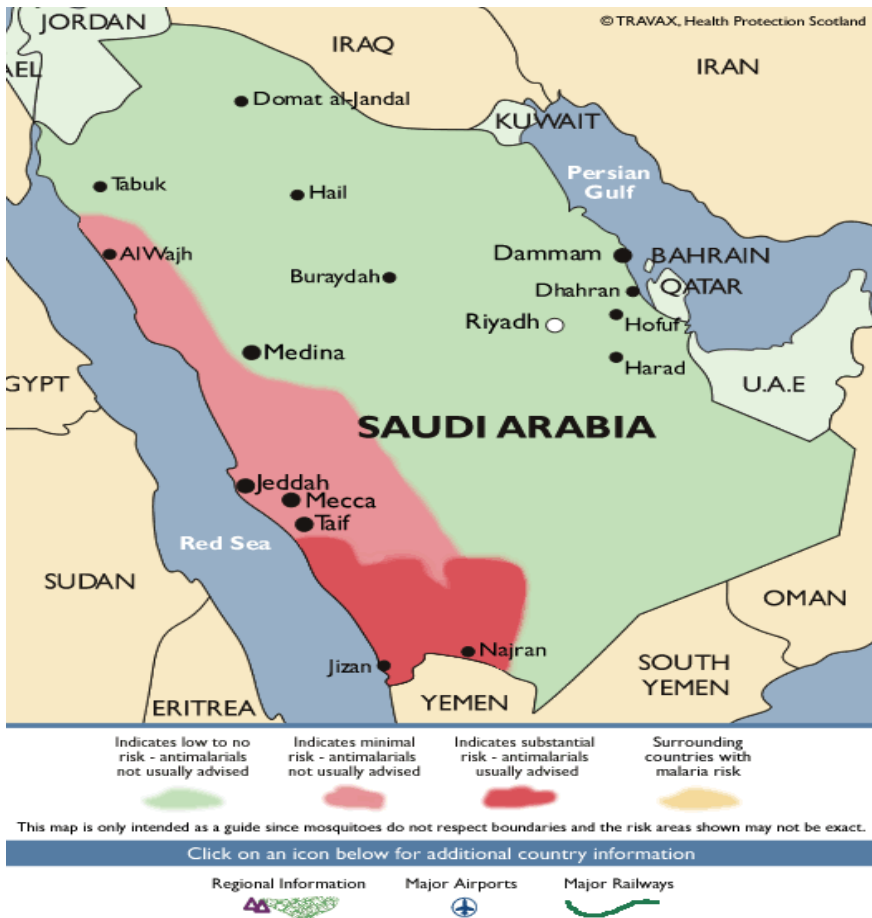 JORDAN
© TRAVAX, Health Protection Scotland
IRAQ
AEL
IRAN
Domat al-Jandal
KUWAIT
Persian
Gulf
Tabuk
Hail
Al Wajh
Dammam
BAHRAIN
Buraydah
Dhahran
QATAR
Riyadh
Hofuf
Medina
Harad
GYPT
U.A.E
SAUDI ARABIA
Jeddah
Mecca
Taif
Red Sea
SUDAN
OMAN
Najran
Jizan
SOUTH
YEMEN
YEMEN
ERITREA
Indicates low to no
risk - antimalarials
not usually advised
Indicates minimal
risk - antimalarials
not usually advised
Indicates substantial
risk - antimalarials
usually advised
Surrounding
countries with
malaria risk
This map is only intended as a guide since mosquitoes do not respect boundaries and the risk areas shown may not be exact.
Click on an icon below for additional country information
Regional Information
Major Airports
Major Railways